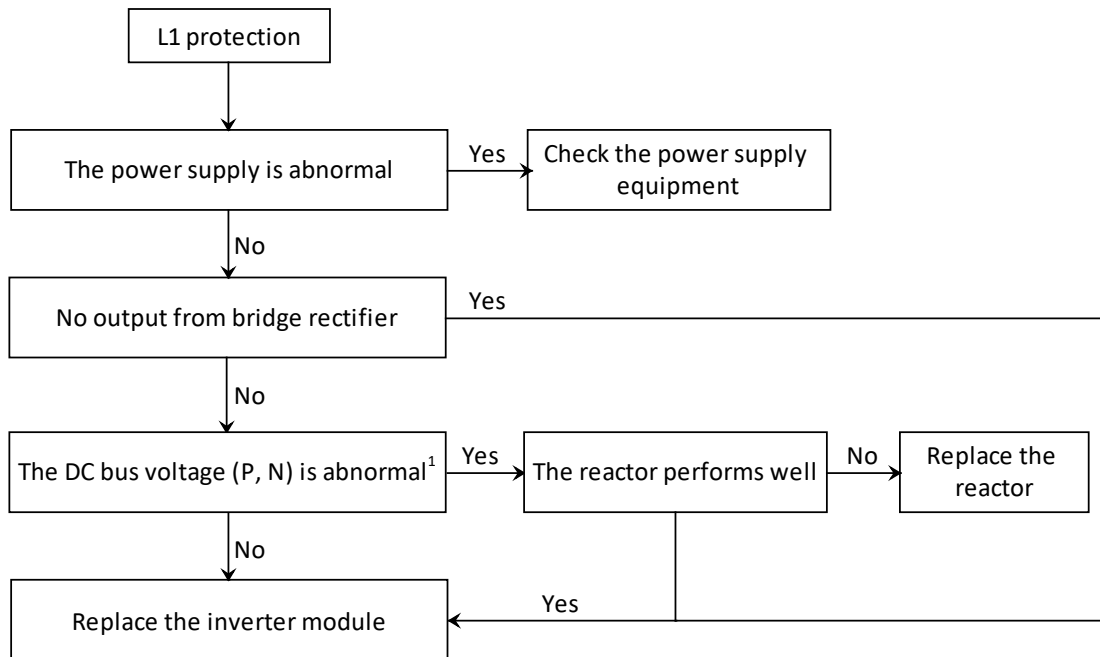 L1 protection
The power supply is abnormal
Yes
Check the power supply
equipment
No
No output from bridge rectifier
Yes
No
The DC bus voltage (P, N) is abnormal¹
Yes
The reactor performs well
No
Replace the
reactor
No
Replace the inverter module
Yes